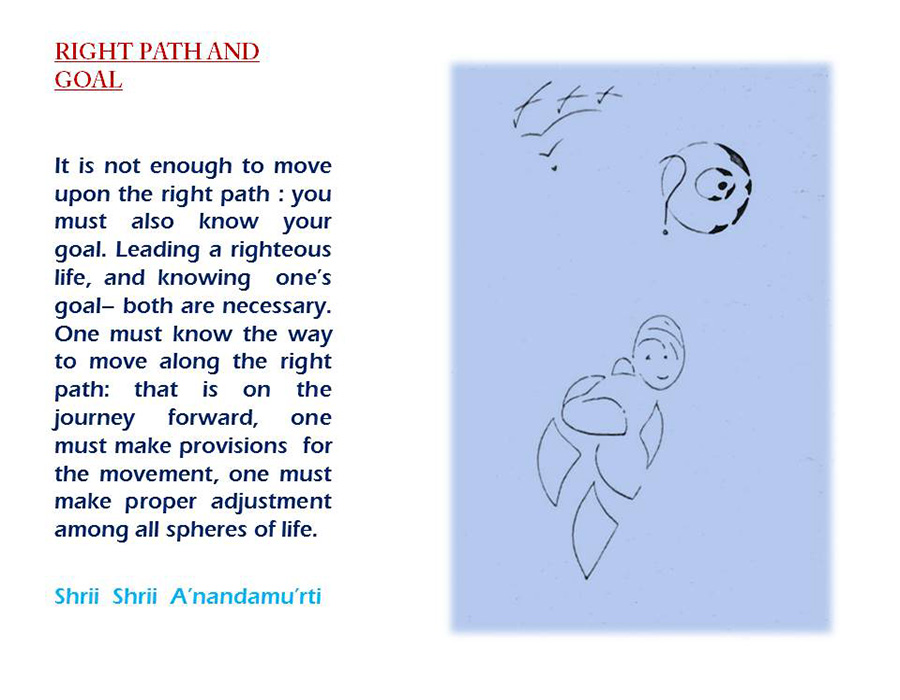 RIGHT PATH AND
GOAL
It is not enough to move
upon the right path : you
must also know your
goal. Leading a righteous
life, and knowing one's
goal– both are necessary.
One must know the way
to move along the right
path: that is on the
journey forward, one
must make provisions for
the movement, one must
make proper adjustment
among all spheres of life.
Shrii Shrii A'nandamu'rti